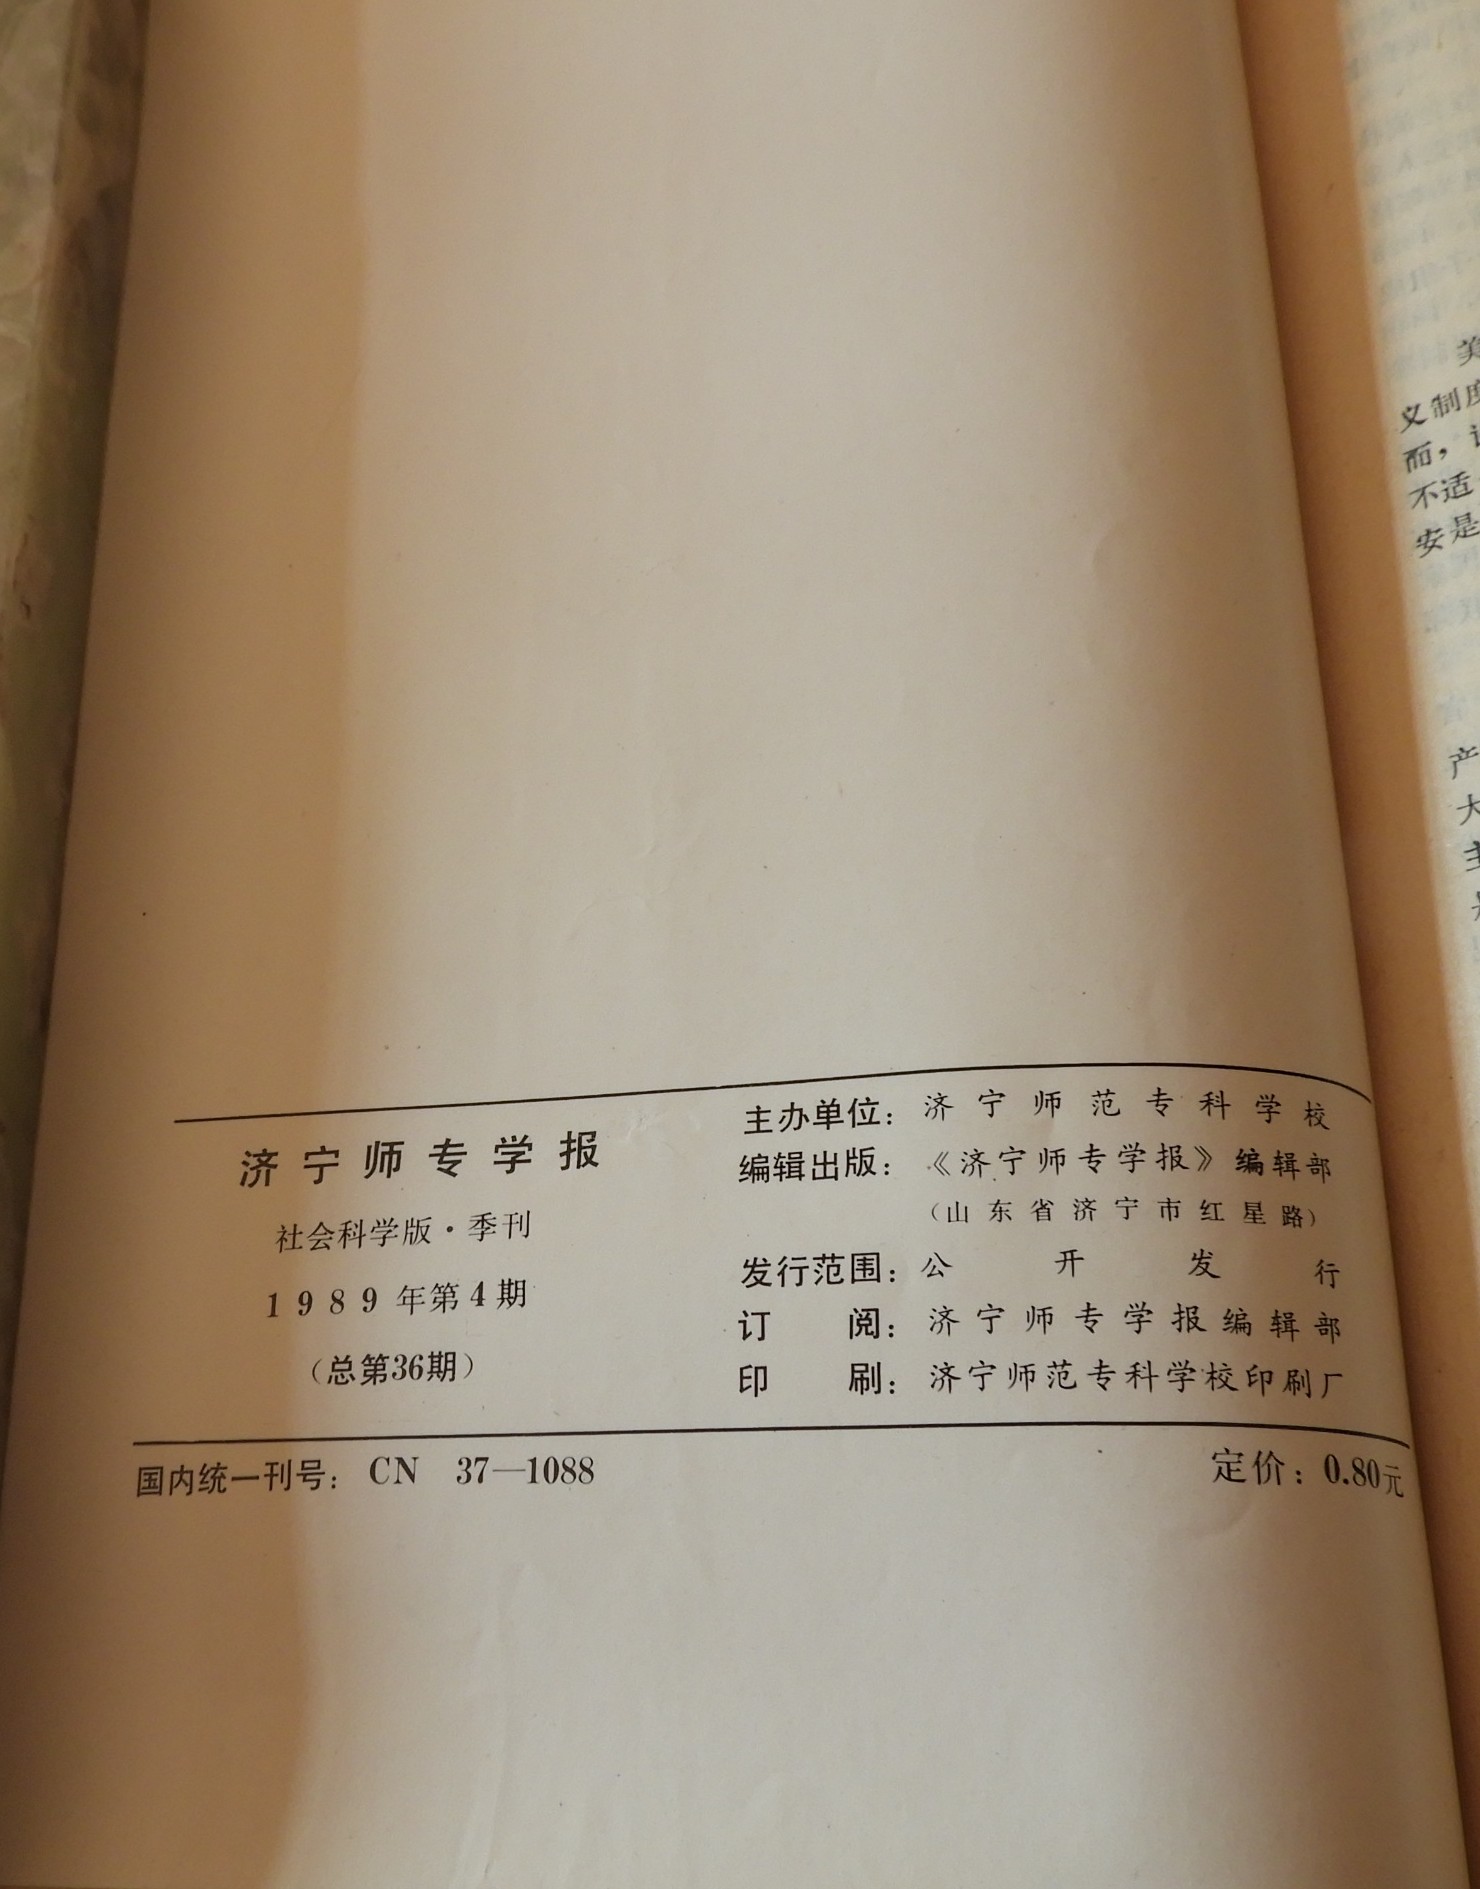 济宁师专学报
社会科学版·季刊
1989年第4期
（总第36期）
主办单位：济宁师范专科学校
编辑出版：《济宁师专学报》编辑部
（山东省济宁市红星路）
发行范围：公开发行
订阅：济宁师专学报编辑部
印刷：济宁师范专科学校印刷厂
国内统一刊号：CN 37—1088
定价：0.80元
义制度
而，
不适
安是
产
大